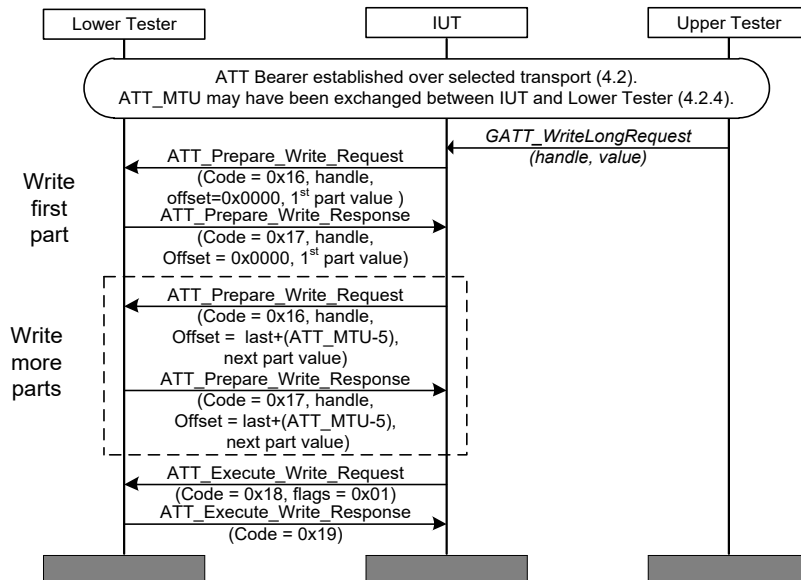 Lower Tester
IUT
Upper Tester
ATT Bearer established over selected transport (4.2).
ATT_MTU may have been exchanged between IUT and Lower Tester (4.2.4).
GATT_WriteLongRequest
(handle, value)
Write
first
part
ATT_Prepare_Write_Request
(Code = 0x16, handle,
offset=0x0000, 1st part value )
ATT_Prepare_Write_Response
(Code = 0x17, handle,
Offset = 0x0000, 1st part value)
Write
more
parts
ATT_Prepare_Write_Request
(Code = 0x16, handle,
Offset = last+(ATT_MTU-5),
next part value)
ATT_Prepare_Write_Response
(Code = 0x17, handle,
Offset = last+(ATT_MTU-5),
next part value)
ATT_Execute_Write_Request
(Code = 0x18, flags = 0x01)
ATT_Execute_Write_Response
(Code = 0x19)